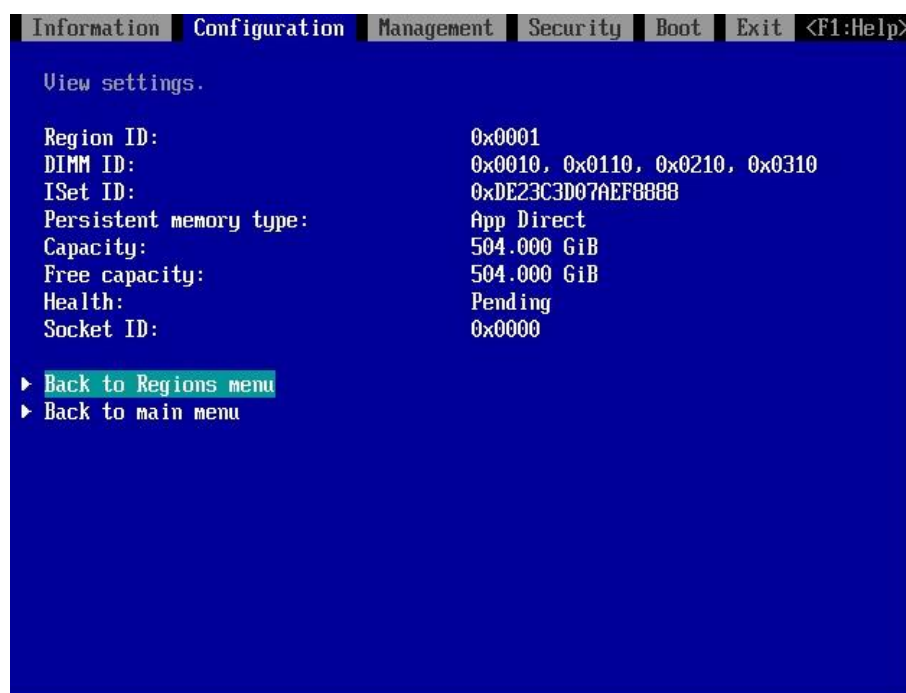 Information Configuration Management Security Boot Exit <F1:Help>
View settings.
Region ID: 0x0001
DIMM ID: 0x0010, 0x0110, 0x0210, 0x0310
ISet ID: 0xDE23C3D07AEF8888
Persistent memory type: App Direct
Capacity: 504.000 GiB
Free capacity: 504.000 GiB
Health: Pending
Socket ID: 0x0000
Back to Regions menu
Back to main menu